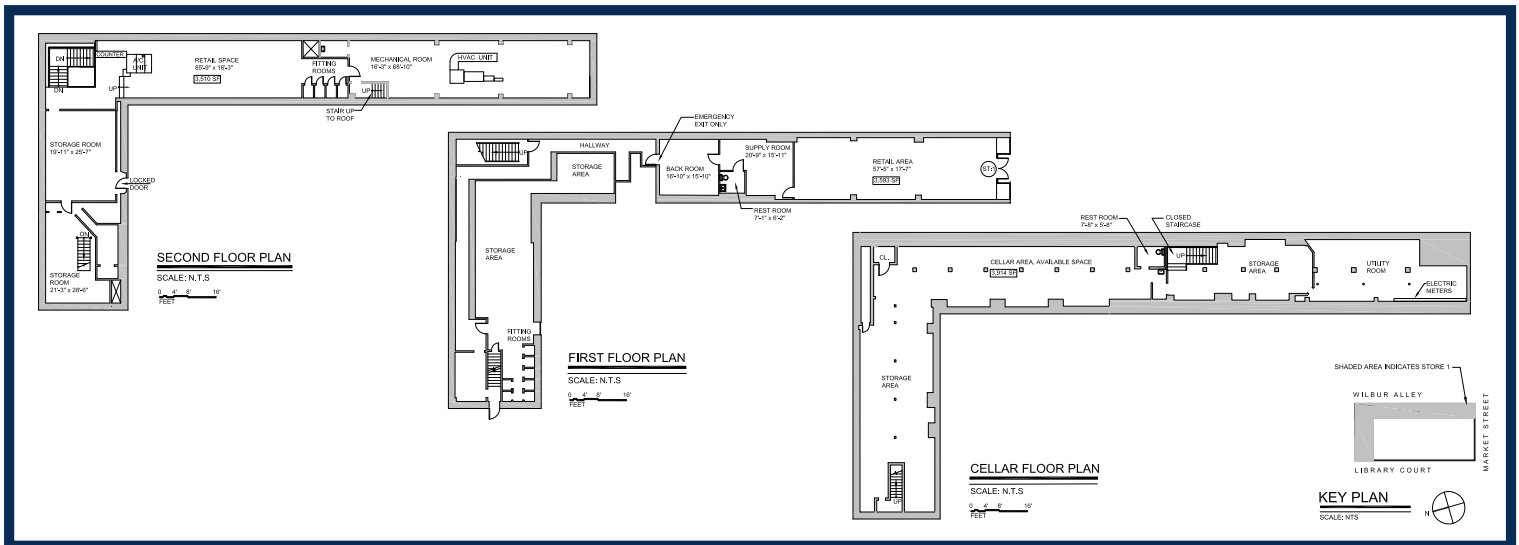 DN
COUNTER
A/C
UNIT
DN
UP
RETAIL SPACE
85'-9" x 16'-3"
3,510 SF
FITTING
ROOMS
MECHANICAL ROOM
16'-3" x 68'-10"
HVAC UNIT
UP
STAIR UP
TO ROOF
STORAGE ROOM
19'-11" x 25'-7"
LOCKED
DOOR
DN
STORAGE
ROOM
21'-3" x 26'-6"
SECOND FLOOR PLAN
SCALE: N.T.S
0 4' 8' 16'
FEET
EMERGENCY
EXIT ONLY
HALLWAY
UP
STORAGE
AREA
BACK ROOM
16'-10" x 15'-10"
SUPPLY ROOM
20'-9" x 15'-11"
RETAIL AREA
57'-5" x 17'-7"
3,593 SF
ST-1
REST ROOM
7'-1" x 6'-2"
STORAGE
AREA
FITTING
ROOMS
FIRST FLOOR PLAN
SCALE: N.T.S
0 4' 8' 16'
FEET
REST ROOM
7'-8" x 5'-8"
CLOSED
STAIRCASE
CL.
CELLAR AREA, AVAILABLE SPACE
3,914 SF
UP
STORAGE
AREA
UTILITY
ROOM
ELECTRIC
METERS
STORAGE
AREA
UP
CELLAR FLOOR PLAN
SCALE: N.T.S
0 4' 8' 16'
FEET
SHADED AREA INDICATES STORE 1
WILBUR ALLEY
MARKET STREET
LIBRARY COURT
KEY PLAN
SCALE: NTS
N